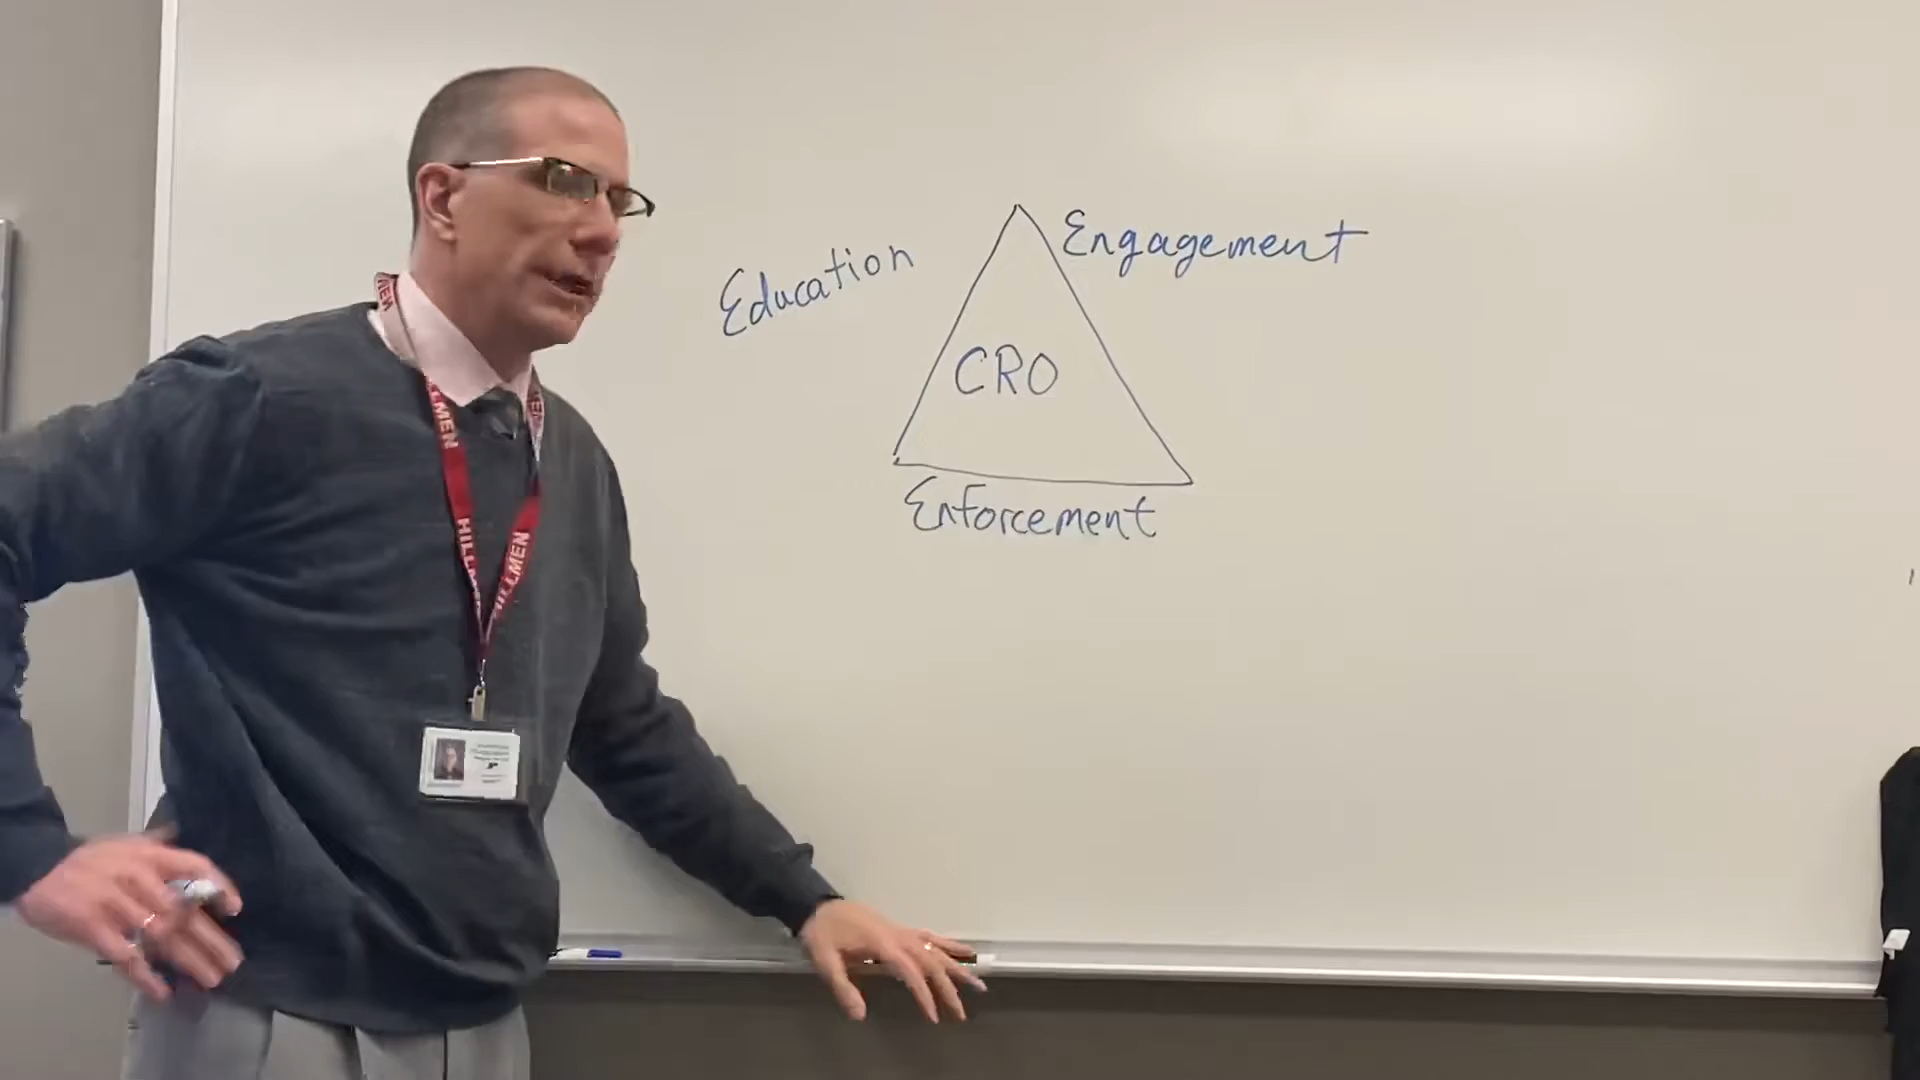 Education
Engagement
CRO
Enforcement
HILLMEN
HILLMEN